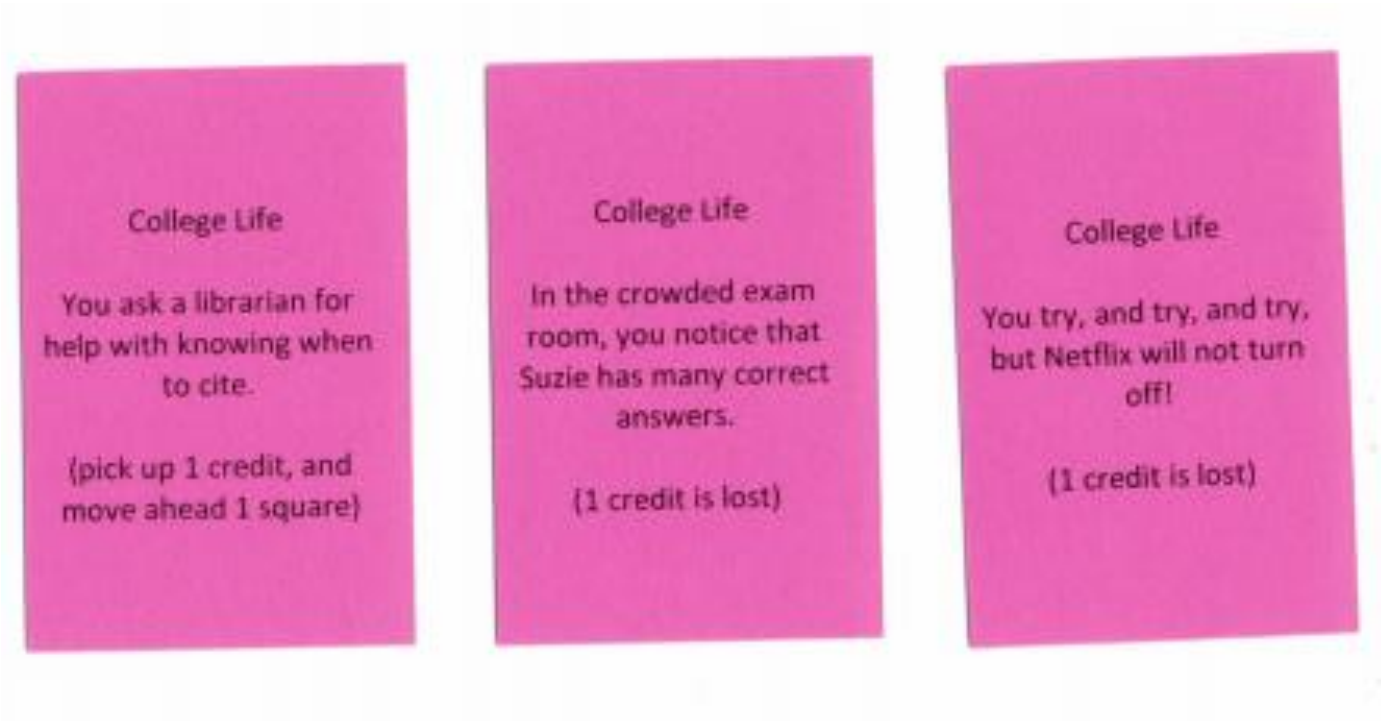 College Life
You ask a librarian for
help with knowing when
to cite.
(pick up 1 credit, and
move ahead 1 square)
College Life
In the crowded exam
room, you notice that
Suzie has many correct
answers.
(1 credit is lost)
College Life
You try, and try, and try,
but Netflix will not turn
off!
(1 credit is lost)